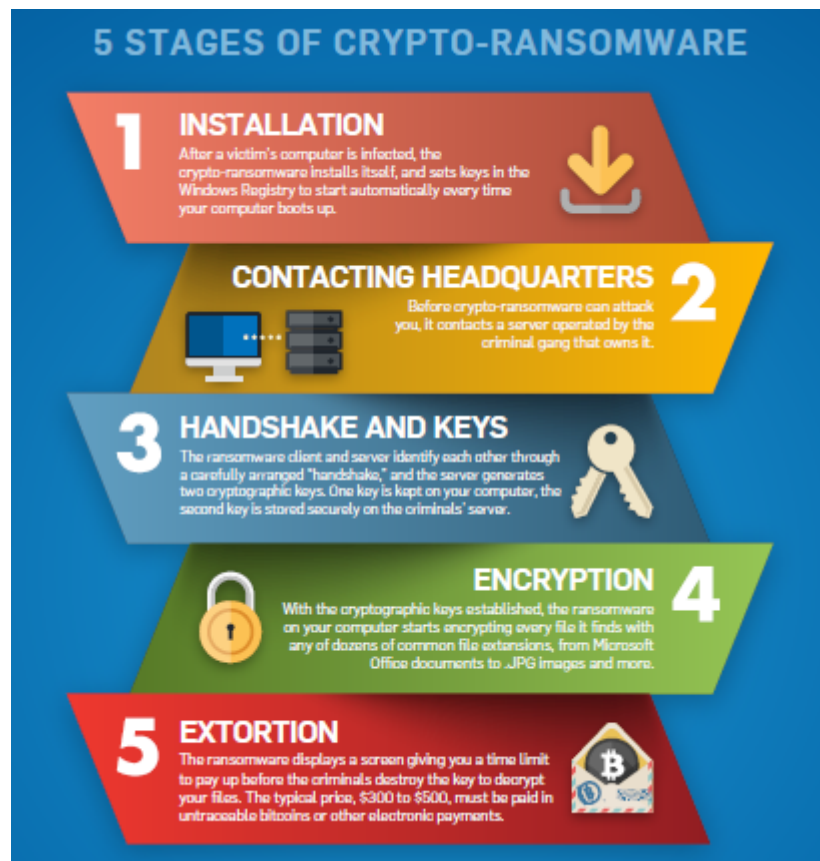 5 STAGES OF CRYPTO-RANSOMWARE
1
INSTALLATION
After a victim's computer is infected, the
crypto-ransomware installs itself, and sets keys in the
Windows Registry to start automatically every time
your computer boots up.
CONTACTING HEADQUARTERS
2
Before crypto-ransomware can attack
you, it contacts a server operated by the
criminal gang that owns it.
3
HANDSHAKE AND KEYS
The ransomware client and server identify each other through
a carefully arranged "handshake," and the server generates
two cryptographic keys. One key is kept on your computer, the
second key is stored securely on the criminals' server.
ENCRYPTION
4
With the cryptographic keys established, the ransomware
on your computer starts encrypting every file it finds with
any of dozens of common file extensions, from Microsoft
Office documents to .JPG images and more.
5
EXTORTION
The ransomware displays a screen giving you a time limit
to pay up before the criminals destroy the key to decrypt
your files. The typical price, $300 to $500, must be paid in
untraceable bitcoins or other electronic payments.